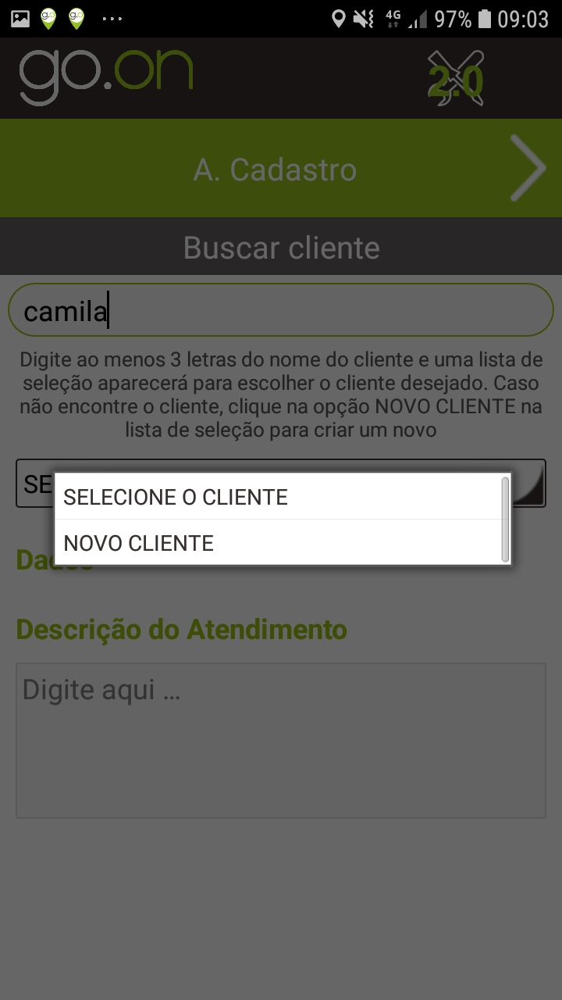 4G 97% 09:03
go.on 2.0
A. Cadastro
Buscar cliente
camila
Digite ao menos 3 letras do nome do cliente e uma lista de
seleção aparecerá para escolher o cliente desejado. Caso
não encontre o cliente, clique na opção NOVO CLIENTE na
lista de seleção para criar um novo
SE
SELECIONE O CLIENTE
NOVO CLIENTE
Dados
Descrição do Atendimento
Digite aqui ...